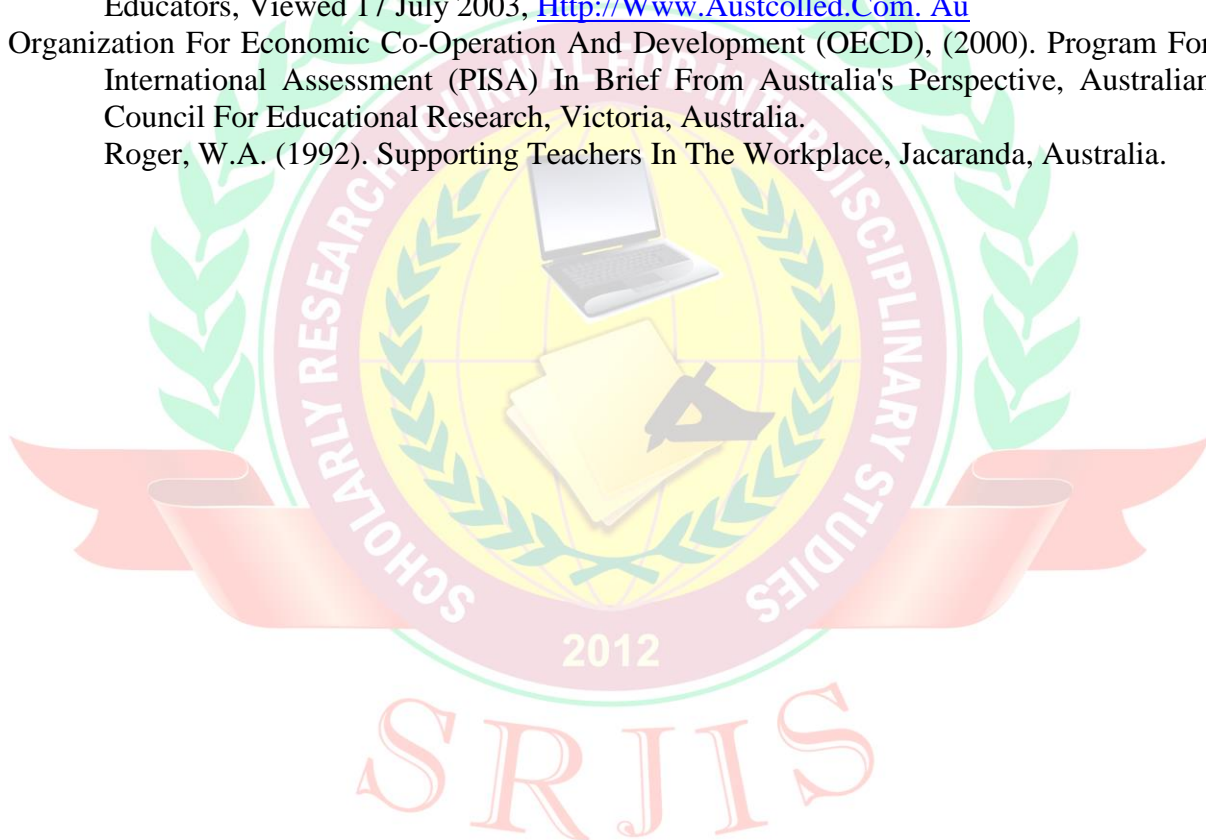 Educators, Viewed 17 July 2003, Http://Www.Austcolled.Com. Au
Organization For Economic Co-Operation And Development (OECD), (2000). Program For
International Assessment (PISA) In Brief From Australia's Perspective, Australian
Council For Educational Research, Victoria, Australia.
Roger, W.A. (1992). Supporting Teachers In The Workplace, Jacaranda, Australia.
SCHOLARLY RESEARCH JOURNAL FOR INTERDISCIPLINARY STUDIES
2012
SRJIS